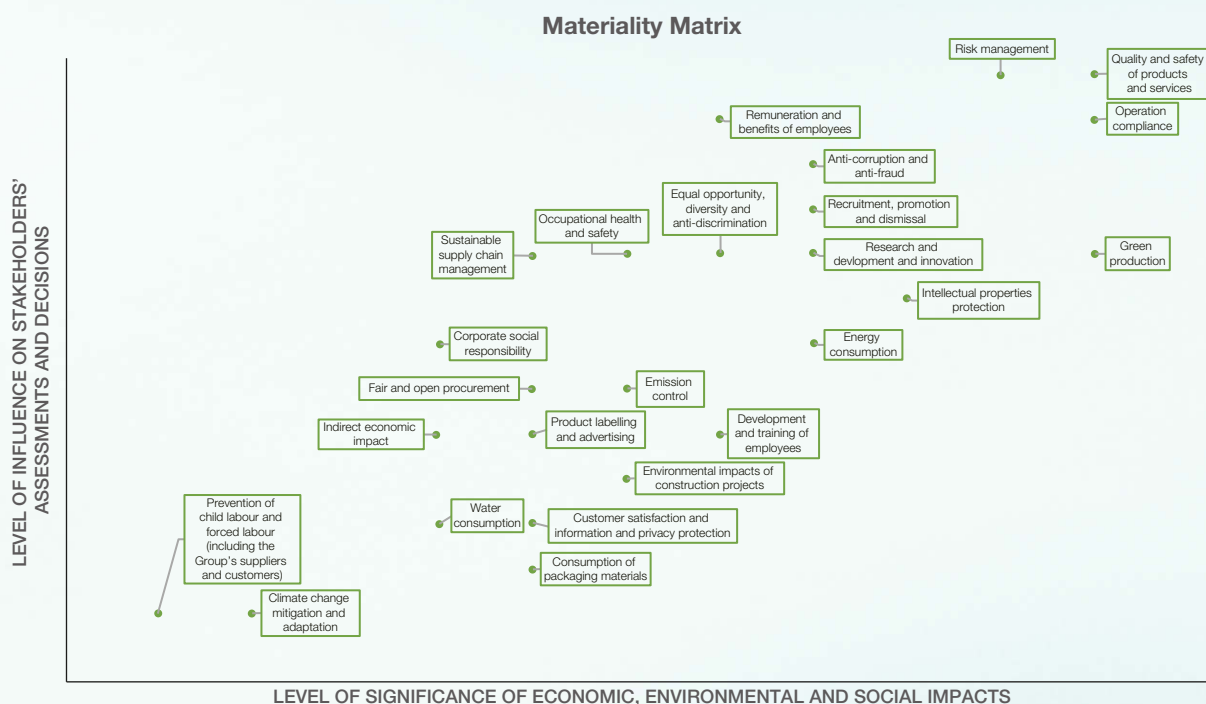 Materiality Matrix
Risk management
Quality and safety
of products
and services
Remuneration and
benefits of employees
Operation
compliance
Anti-corruption and
anti-fraud
Equal opportunity,
diversity and
anti-discrimination
Recruitment, promotion
and dismissal
Occupational health
and safety
Sustainable
supply chain
management
Research and
devlopment and innovation
Green
production
Intellectual properties
protection
Corporate social
responsibility
Energy
consumption
Fair and open procurement
Emission
control
Indirect economic
impact
Product labelling
and advertising
Development
and training of
employees
Environmental impacts of
construction projects
Prevention of
child labour and
forced labour
(including the
Group's suppliers
and customers)
Water
consumption
Customer satisfaction and
information and privacy protection
Consumption of
packaging materials
Climate change
mitigation and
adaptation
LEVEL OF INFLUENCE ON STAKEHOLDERS'
ASSESSMENTS AND DECISIONS
LEVEL OF SIGNIFICANCE OF ECONOMIC, ENVIRONMENTAL AND SOCIAL IMPACTS